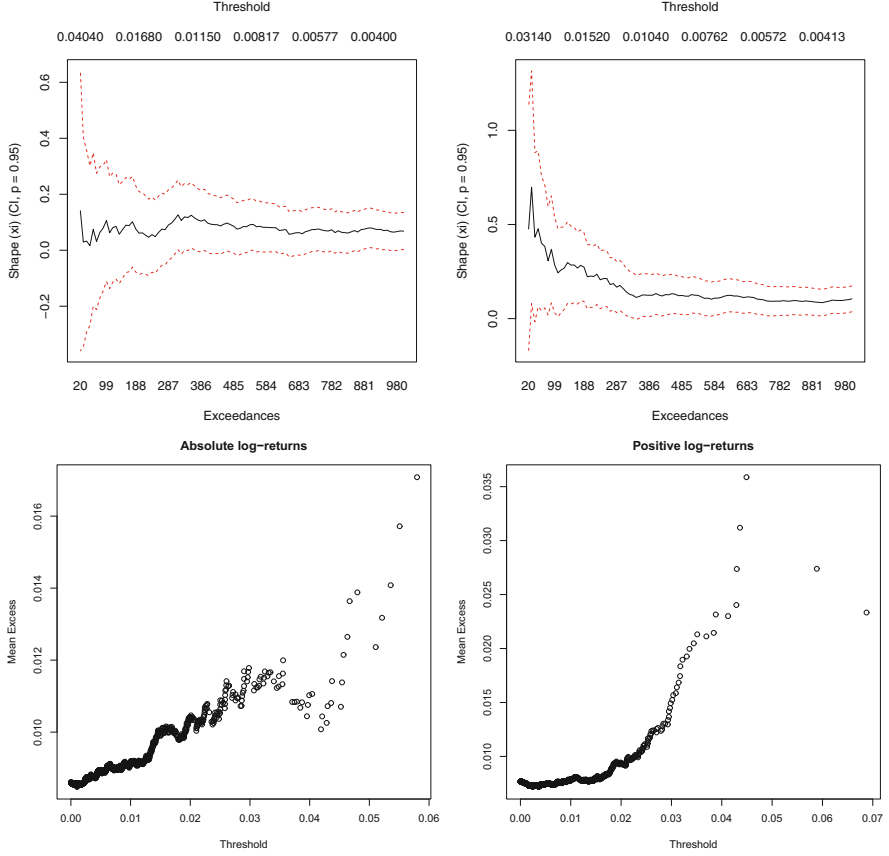 Threshold
0.04040 0.01680 0.01150 0.00817 0.00577 0.00400
Shape (xi) (CI, p = 0.95)
0.6
0.4
0.2
0.0
−0.2
20 99 188 287 386 485 584 683 782 881 980
Exceedances
Threshold
0.03140 0.01520 0.01040 0.00762 0.00572 0.00413
Shape (xi) (CI, p = 0.95)
1.0
0.5
0.0
20 99 188 287 386 485 584 683 782 881 980
Exceedances
Absolute log−returns
Mean Excess
0.016
0.014
0.012
0.010
0.00 0.01 0.02 0.03 0.04 0.05 0.06
Threshold
Positive log−returns
Mean Excess
0.035
0.030
0.025
0.020
0.015
0.010
0.00 0.01 0.02 0.03 0.04 0.05 0.06 0.07
Threshold